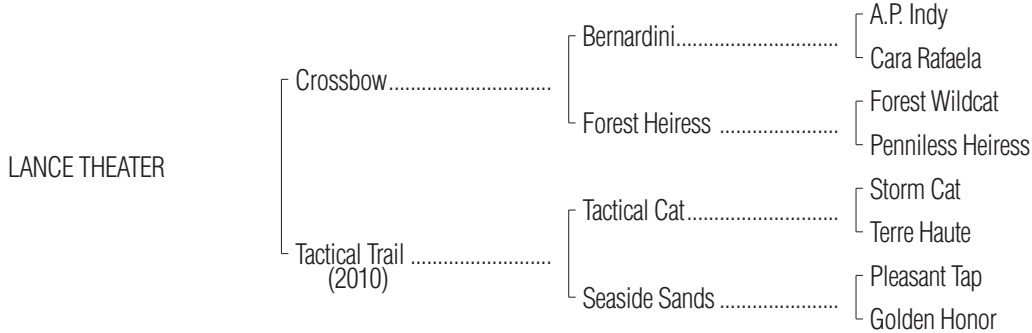 A.P. Indy
Bernardini..................................
Cara Rafaela
Crossbow..............................
Forest Wildcat
Forest Heiress .........................
Penniless Heiress
LANCE THEATER
Storm Cat
Tactical Cat................................
Terre Haute
Tactical Trail ..........................
(2010)
Pleasant Tap
Seaside Sands .........................
Golden Honor